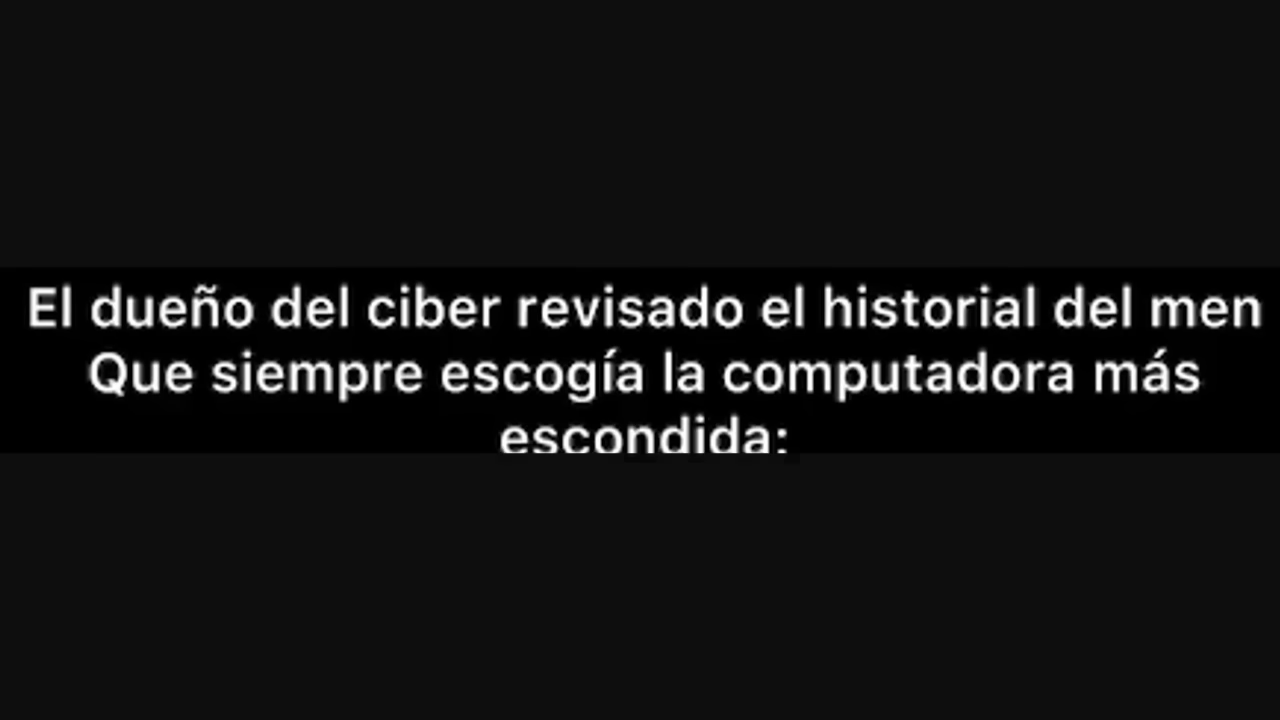 El dueño del ciber revisado el historial del men
Que siempre escogía la computadora más
escondida: